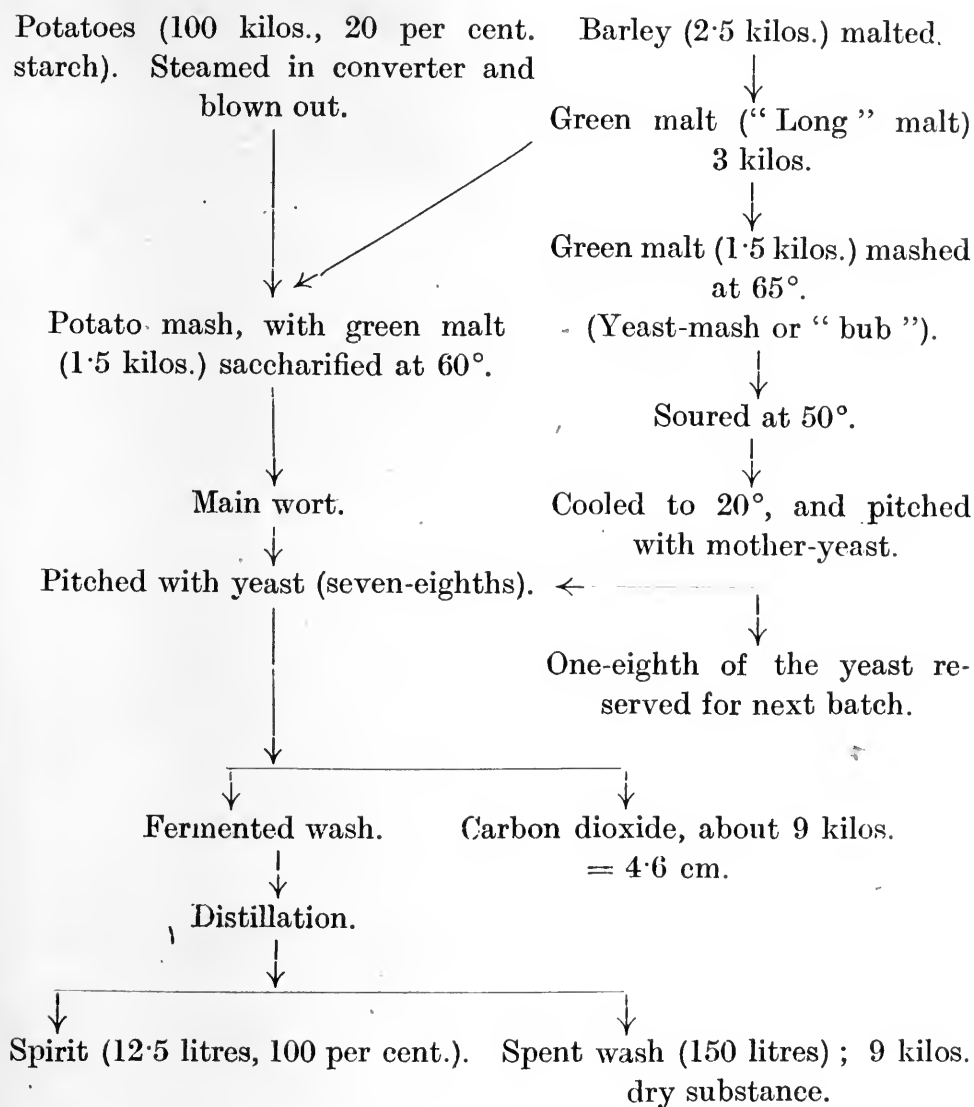 Potatoes (100 kilos., 20 per cent.
starch). Steamed in converter and
blown out.
Barley (2·5 kilos.) malted.
Green malt (“ Long ” malt)
3 kilos.
Green malt (1·5 kilos.) mashed
at 65°.
(Yeast-mash or “ bub ”).
Potato mash, with green malt
(1·5 kilos.) saccharified at 60°.
Soured at 50°.
Main wort.
Cooled to 20°, and pitched
with mother-yeast.
Pitched with yeast (seven-eighths).
One-eighth of the yeast re-
served for next batch.
Fermented wash.
Carbon dioxide, about 9 kilos.
= 4·6 cm.
Distillation.
Spirit (12·5 litres, 100 per cent.).
Spent wash (150 litres) ; 9 kilos.
dry substance.